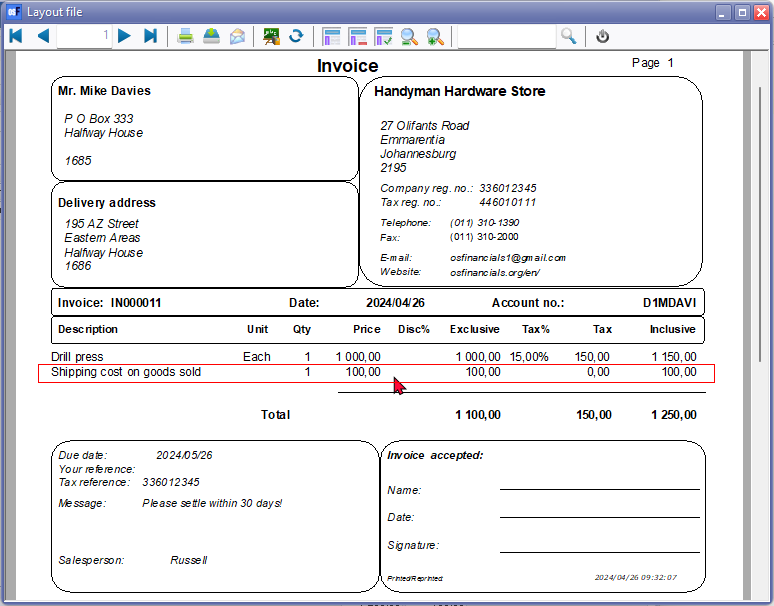 Layout file
1
Invoice
Page 1
Mr. Mike Davies
P O Box 333
Halfway House
1685
Delivery address
195 AZ Street
Eastern Areas
Halfway House
1686
Handyman Hardware Store
27 Olifants Road
Emmarentia
Johannesburg
2195
Company reg. no.: 336012345
Tax reg. no.: 446010111
Telephone: (011) 310-1390
Fax: (011) 310-2000
E-mail: osfinancials1@gmail.com
Website: osfinancials.org/en/
Invoice: IN000011 Date: 2024/04/26 Account no.: D1MDAVI
Description Unit Qty Price Disc% Exclusive Tax% Tax Inclusive
Drill press Each 1 1 000,00 1 000,00 15,00% 150,00 1 150,00
Shipping cost on goods sold 1 100,00 100,00 0,00 100,00
Total 1 100,00 150,00 1 250,00
Due date: 2024/05/26
Your reference:
Tax reference: 336012345
Message: Please settle within 30 days!
Salesperson: Russell
Invoice accepted:
Name:
Date:
Signature:
Printed/Reprinted: 2024/04/26 09:32:07